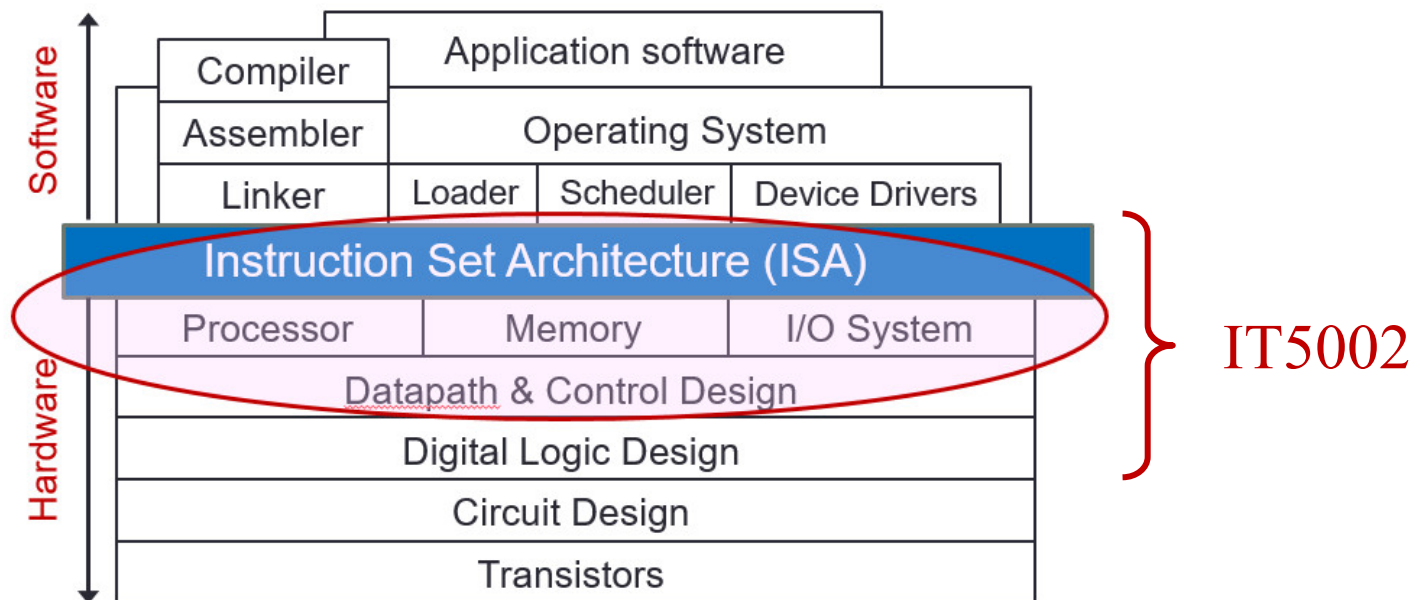 Software
Hardware
Application software
Compiler
Assembler
Operating System
Linker
Loader
Scheduler
Device Drivers
Instruction Set Architecture (ISA)
Processor
Memory
I/O System
Datapath & Control Design
Digital Logic Design
Circuit Design
Transistors
IT5002